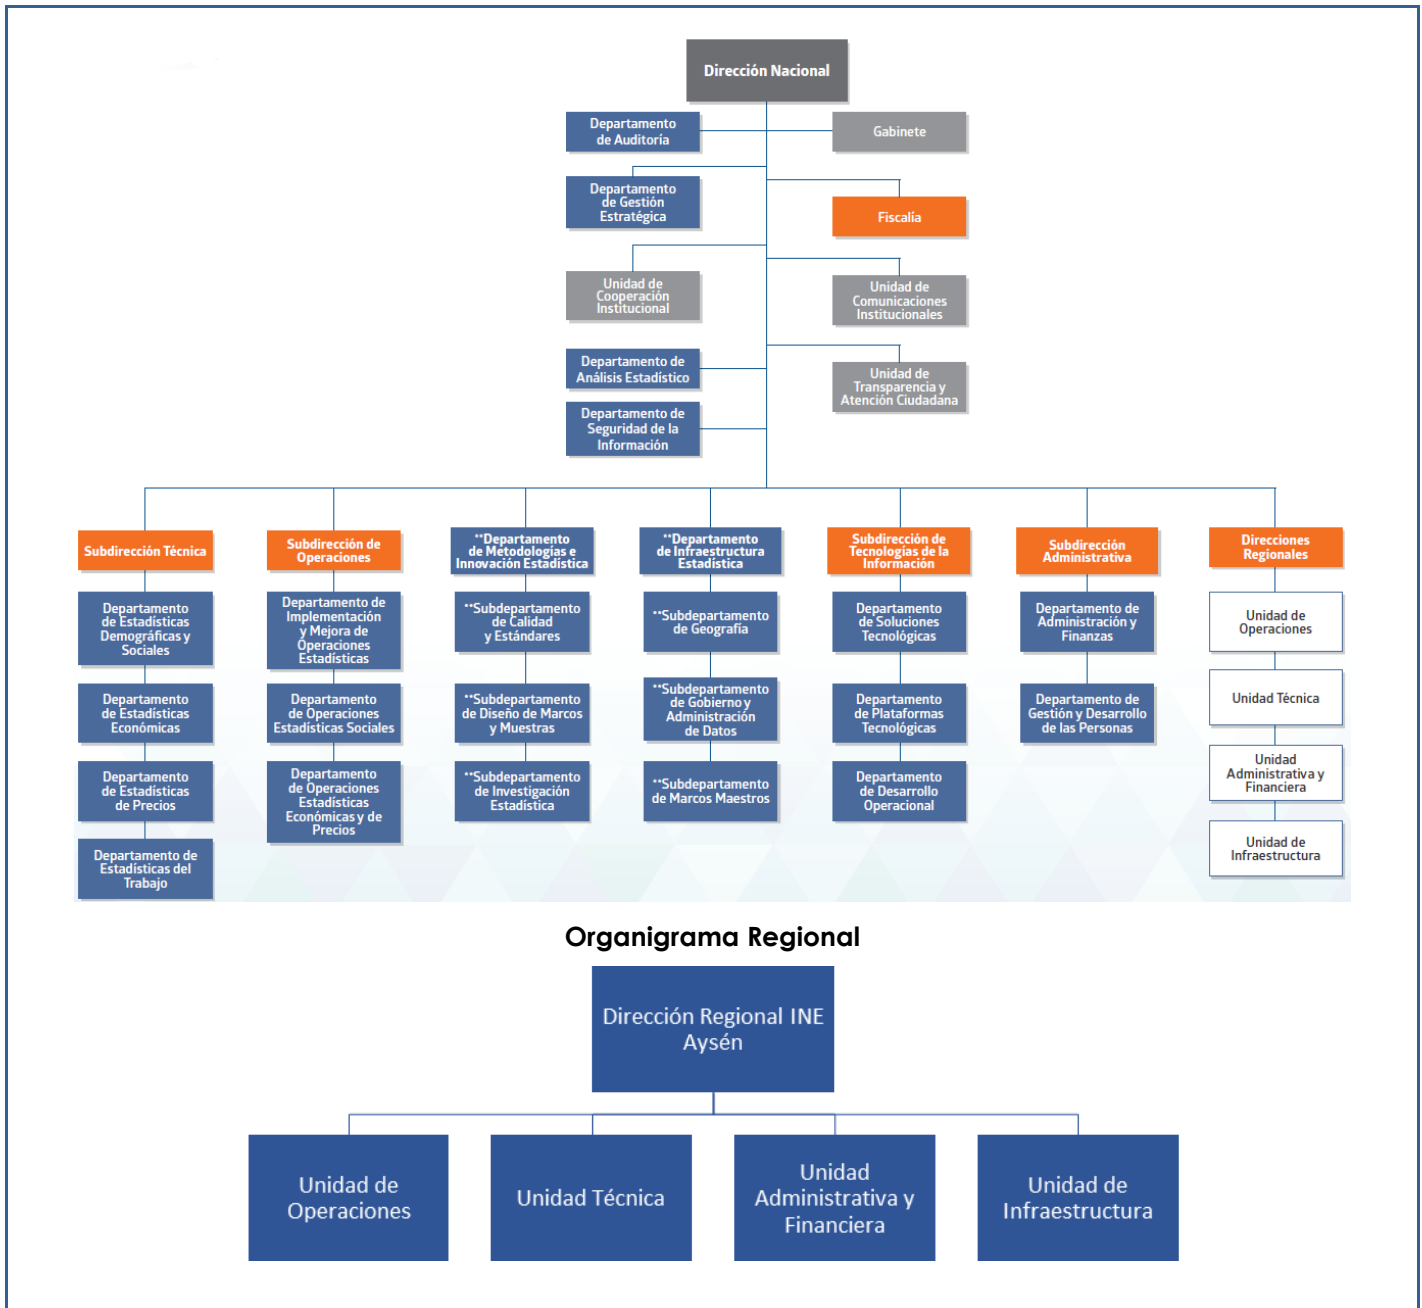 Dirección Nacional
Departamento
de Auditoría
Gabinete
Departamento
de Gestión
Estratégica
Fiscalía
Unidad de
Cooperación
Institucional
Unidad de
Comunicaciones
Institucionales
Departamento de
Análisis Estadístico
Unidad de
Transparencia y
Atención Ciudadana
Departamento de
Seguridad de la
Información
Subdirección Técnica
Departamento
de Estadísticas
Demográficas y
Sociales
Departamento
de Estadísticas
Económicas
Departamento
de Estadísticas
de Precios
Departamento de
Estadísticas del
Trabajo
Subdirección de
Operaciones
Departamento de
Implementación
y Mejora de
Operaciones
Estadísticas
Departamento
de Operaciones
Estadísticas Sociales
Departamento
de Operaciones
Estadísticas
Económicas y de
Precios
**Departamento
de Metodologías e
Innovación Estadística
**Subdepartamento
de Calidad
y Estándares
**Subdepartamento
de Diseño de Marcos
y Muestras
**Subdepartamento
de Investigación
Estadística
**Departamento
de Infraestructura
Estadística
**Subdepartamento
de Geografía
**Subdepartamento
de Gobierno y
Administración
de Datos
**Subdepartamento
de Marcos Maestros
Subdirección de
Tecnologías de la
Información
Departamento
de Soluciones
Tecnológicas
Departamento
de Plataformas
Tecnológicas
Departamento
de Desarrollo
Operacional
Subdirección
Administrativa
Departamento de
Administración y
Finanzas
Departamento de
Gestión y Desarrollo
de las Personas
Direcciones
Regionales
Unidad de
Operaciones
Unidad Técnica
Unidad
Administrativa y
Financiera
Unidad de
Infraestructura
Organigrama Regional
Dirección Regional INE
Aysén
Unidad de
Operaciones
Unidad Técnica
Unidad
Administrativa y
Financiera
Unidad de
Infraestructura